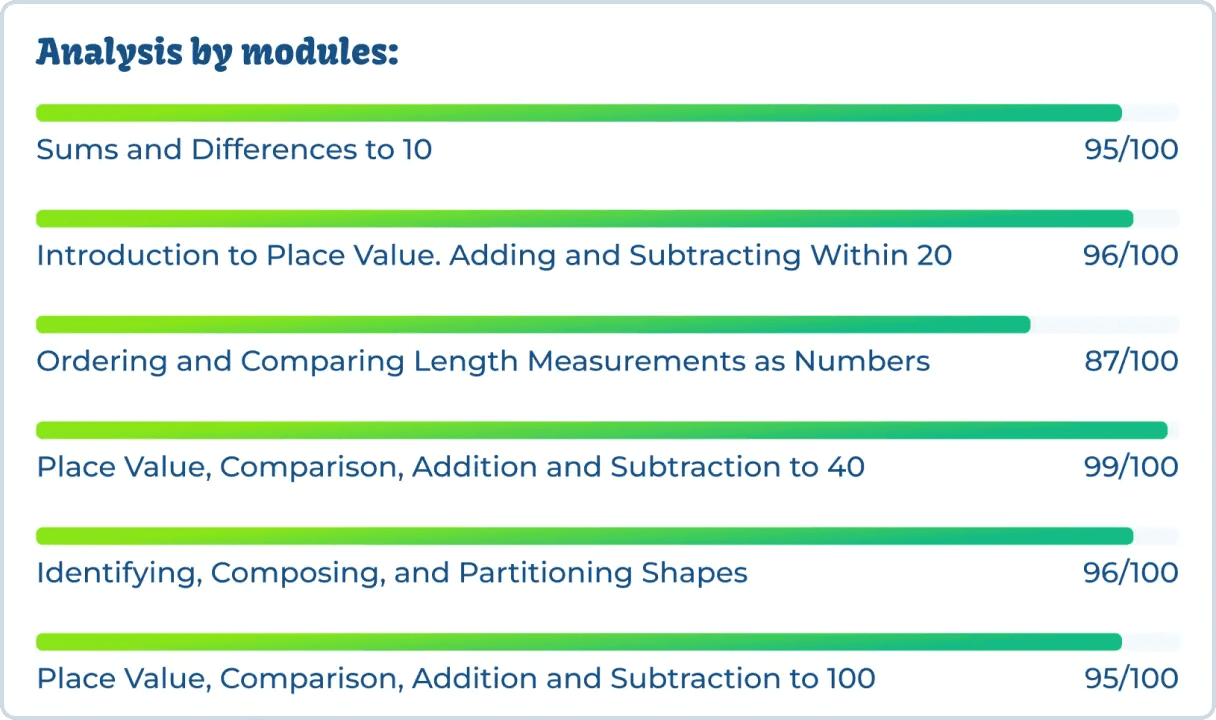 Analysis by modules:
Sums and Differences to 10
95/100
Introduction to Place Value. Adding and Subtracting Within 20
96/100
Ordering and Comparing Length Measurements as Numbers
87/100
Place Value, Comparison, Addition and Subtraction to 40
99/100
Identifying, Composing, and Partitioning Shapes
96/100
Place Value, Comparison, Addition and Subtraction to 100
95/100